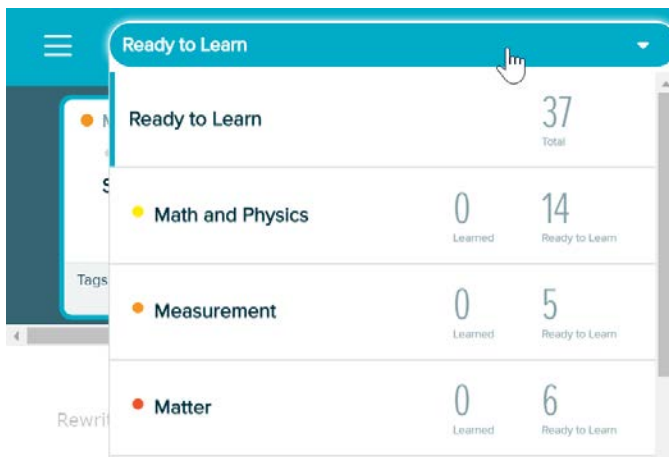 Ready to Learn
Ready to Learn 37
Total
Math and Physics 0 14
Learned Ready to Learn
Tags
Measurement 0 5
Learned Ready to Learn
Matter 0 6
Learned Ready to Learn